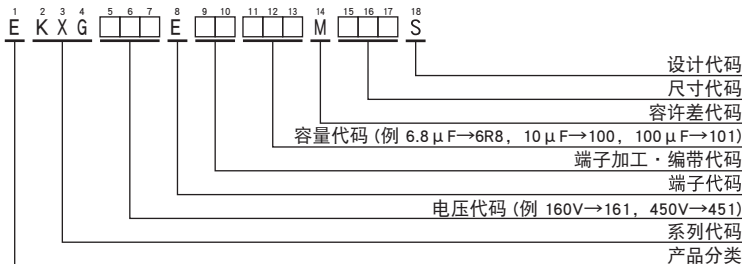 1 2 3 4 5 6 7 8 9 10 11 12 13 14 15 16 17 18
E KXG □□□ E □□ □□□ M □□□ S
设计代码
尺寸代码
容许差代码
容量代码 (例 6.8μF→6R8, 10μF→100, 100μF→101)
端子加工・编带代码
端子代码
电压代码 (例 160V→161, 450V→451)
系列代码
产品分类